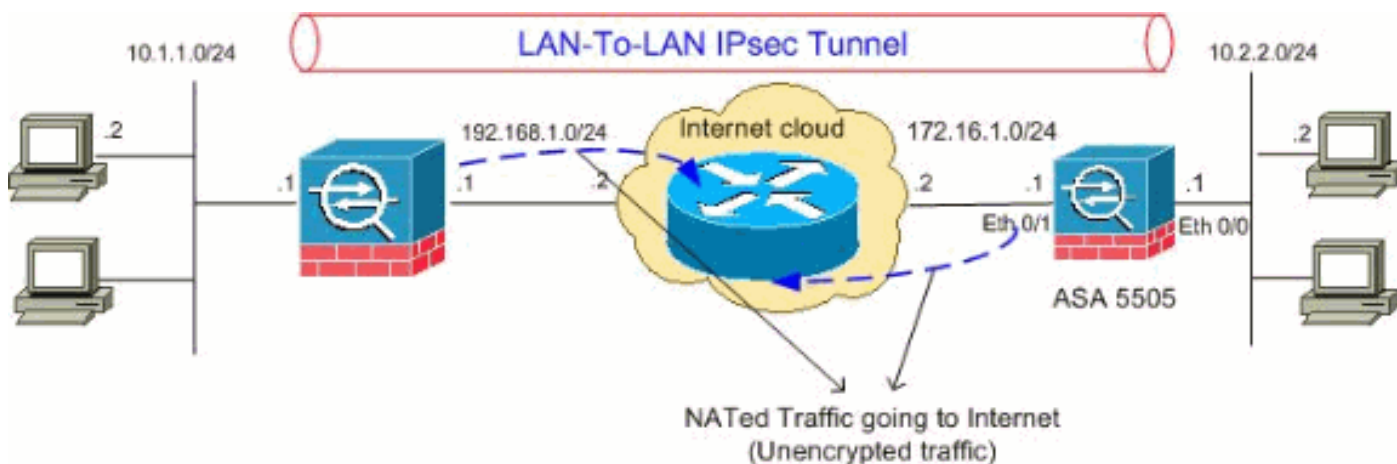 LAN-To-LAN IPsec Tunnel
10.1.1.0/24
10.2.2.0/24
192.168.1.0/24
Internet cloud
172.16.1.0/24
.2
.2
.1
.1
.2
.2
.1
.1
Eth 0/1
Eth 0/0
ASA 5505
NATed Traffic going to Internet
(Unencrypted traffic)